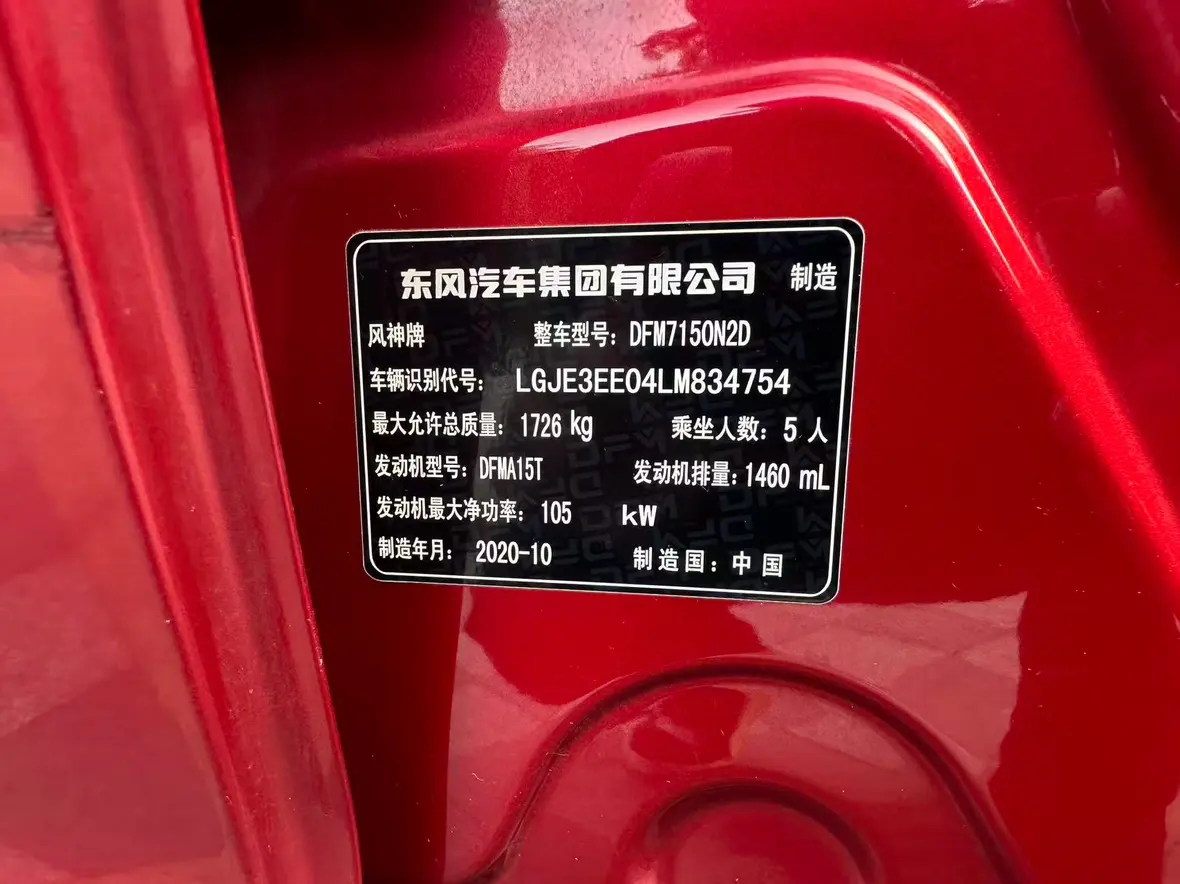 东风汽车集团有限公司 制造
风神牌 整车型号：DFM7150N2D
车辆识别代号：LGJE3EE04LM834754
最大允许总质量：1726 kg 乘坐人数：5 人
发动机型号：DFMA15T 发动机排量：1460 mL
发动机最大净功率：105 kW
制造年月：2020-10 制造国：中国